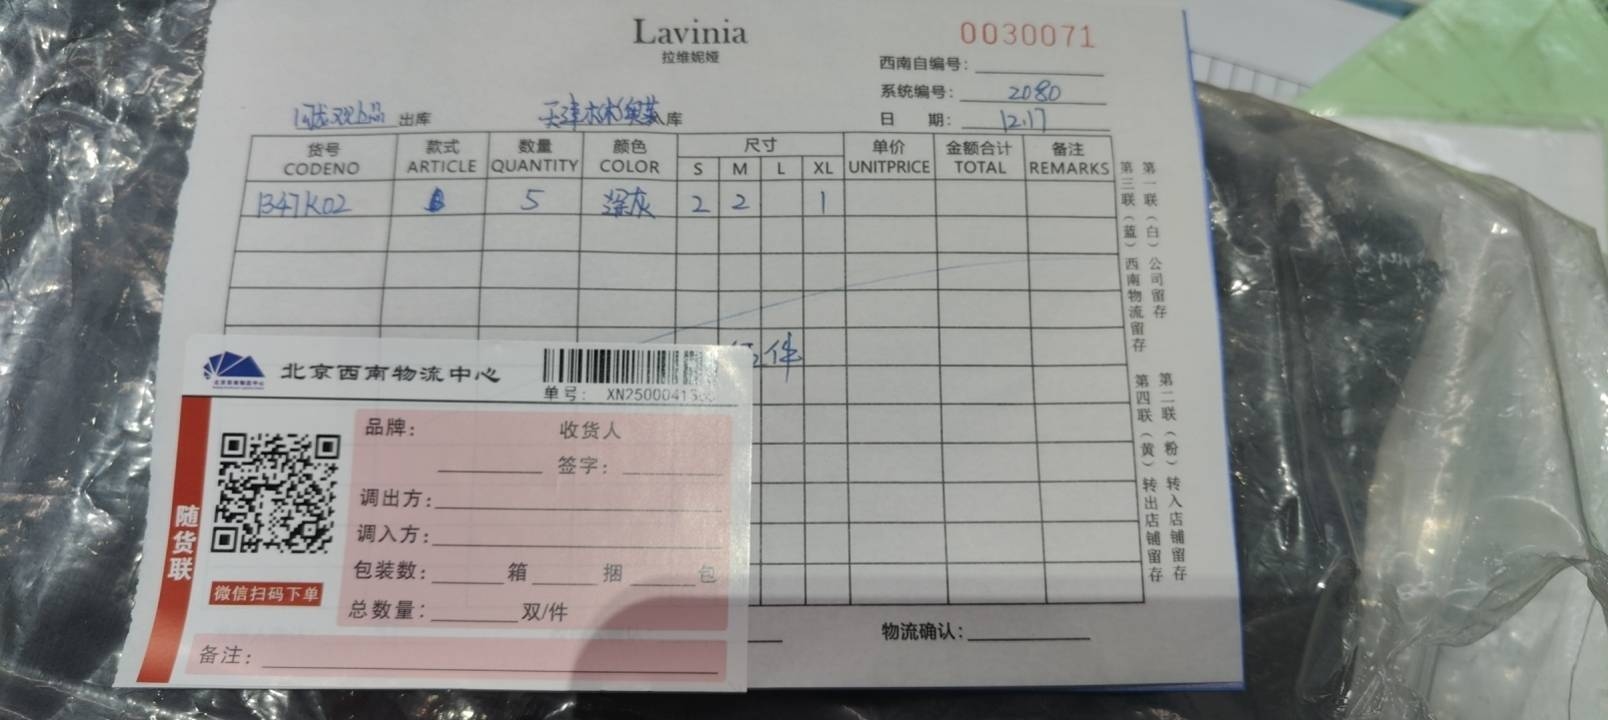 Lavinia
拉维妮娅
0030071
西南自编号：
系统编号： 2080
日 期： 12.17
出库
库
货号 款式 数量 颜色 尺寸 单价 金额合计 备注
CODENO ARTICLE QUANTITY COLOR S M L XL UNITPRICE TOTAL REMARKS
B47K02 5 深灰 2 2 1
件
第一联（白）公司留存
第三联（蓝）西南物流留存
第二联（粉）转入店铺留存
第四联（黄）转出店铺留存
物流确认：
北京西南物流中心
单号： XN25000413
随货联
微信扫码下单
品牌： 收货人
签字：
调出方：
调入方：
包装数： 箱 捆 包
总数量： 双/件
备注：